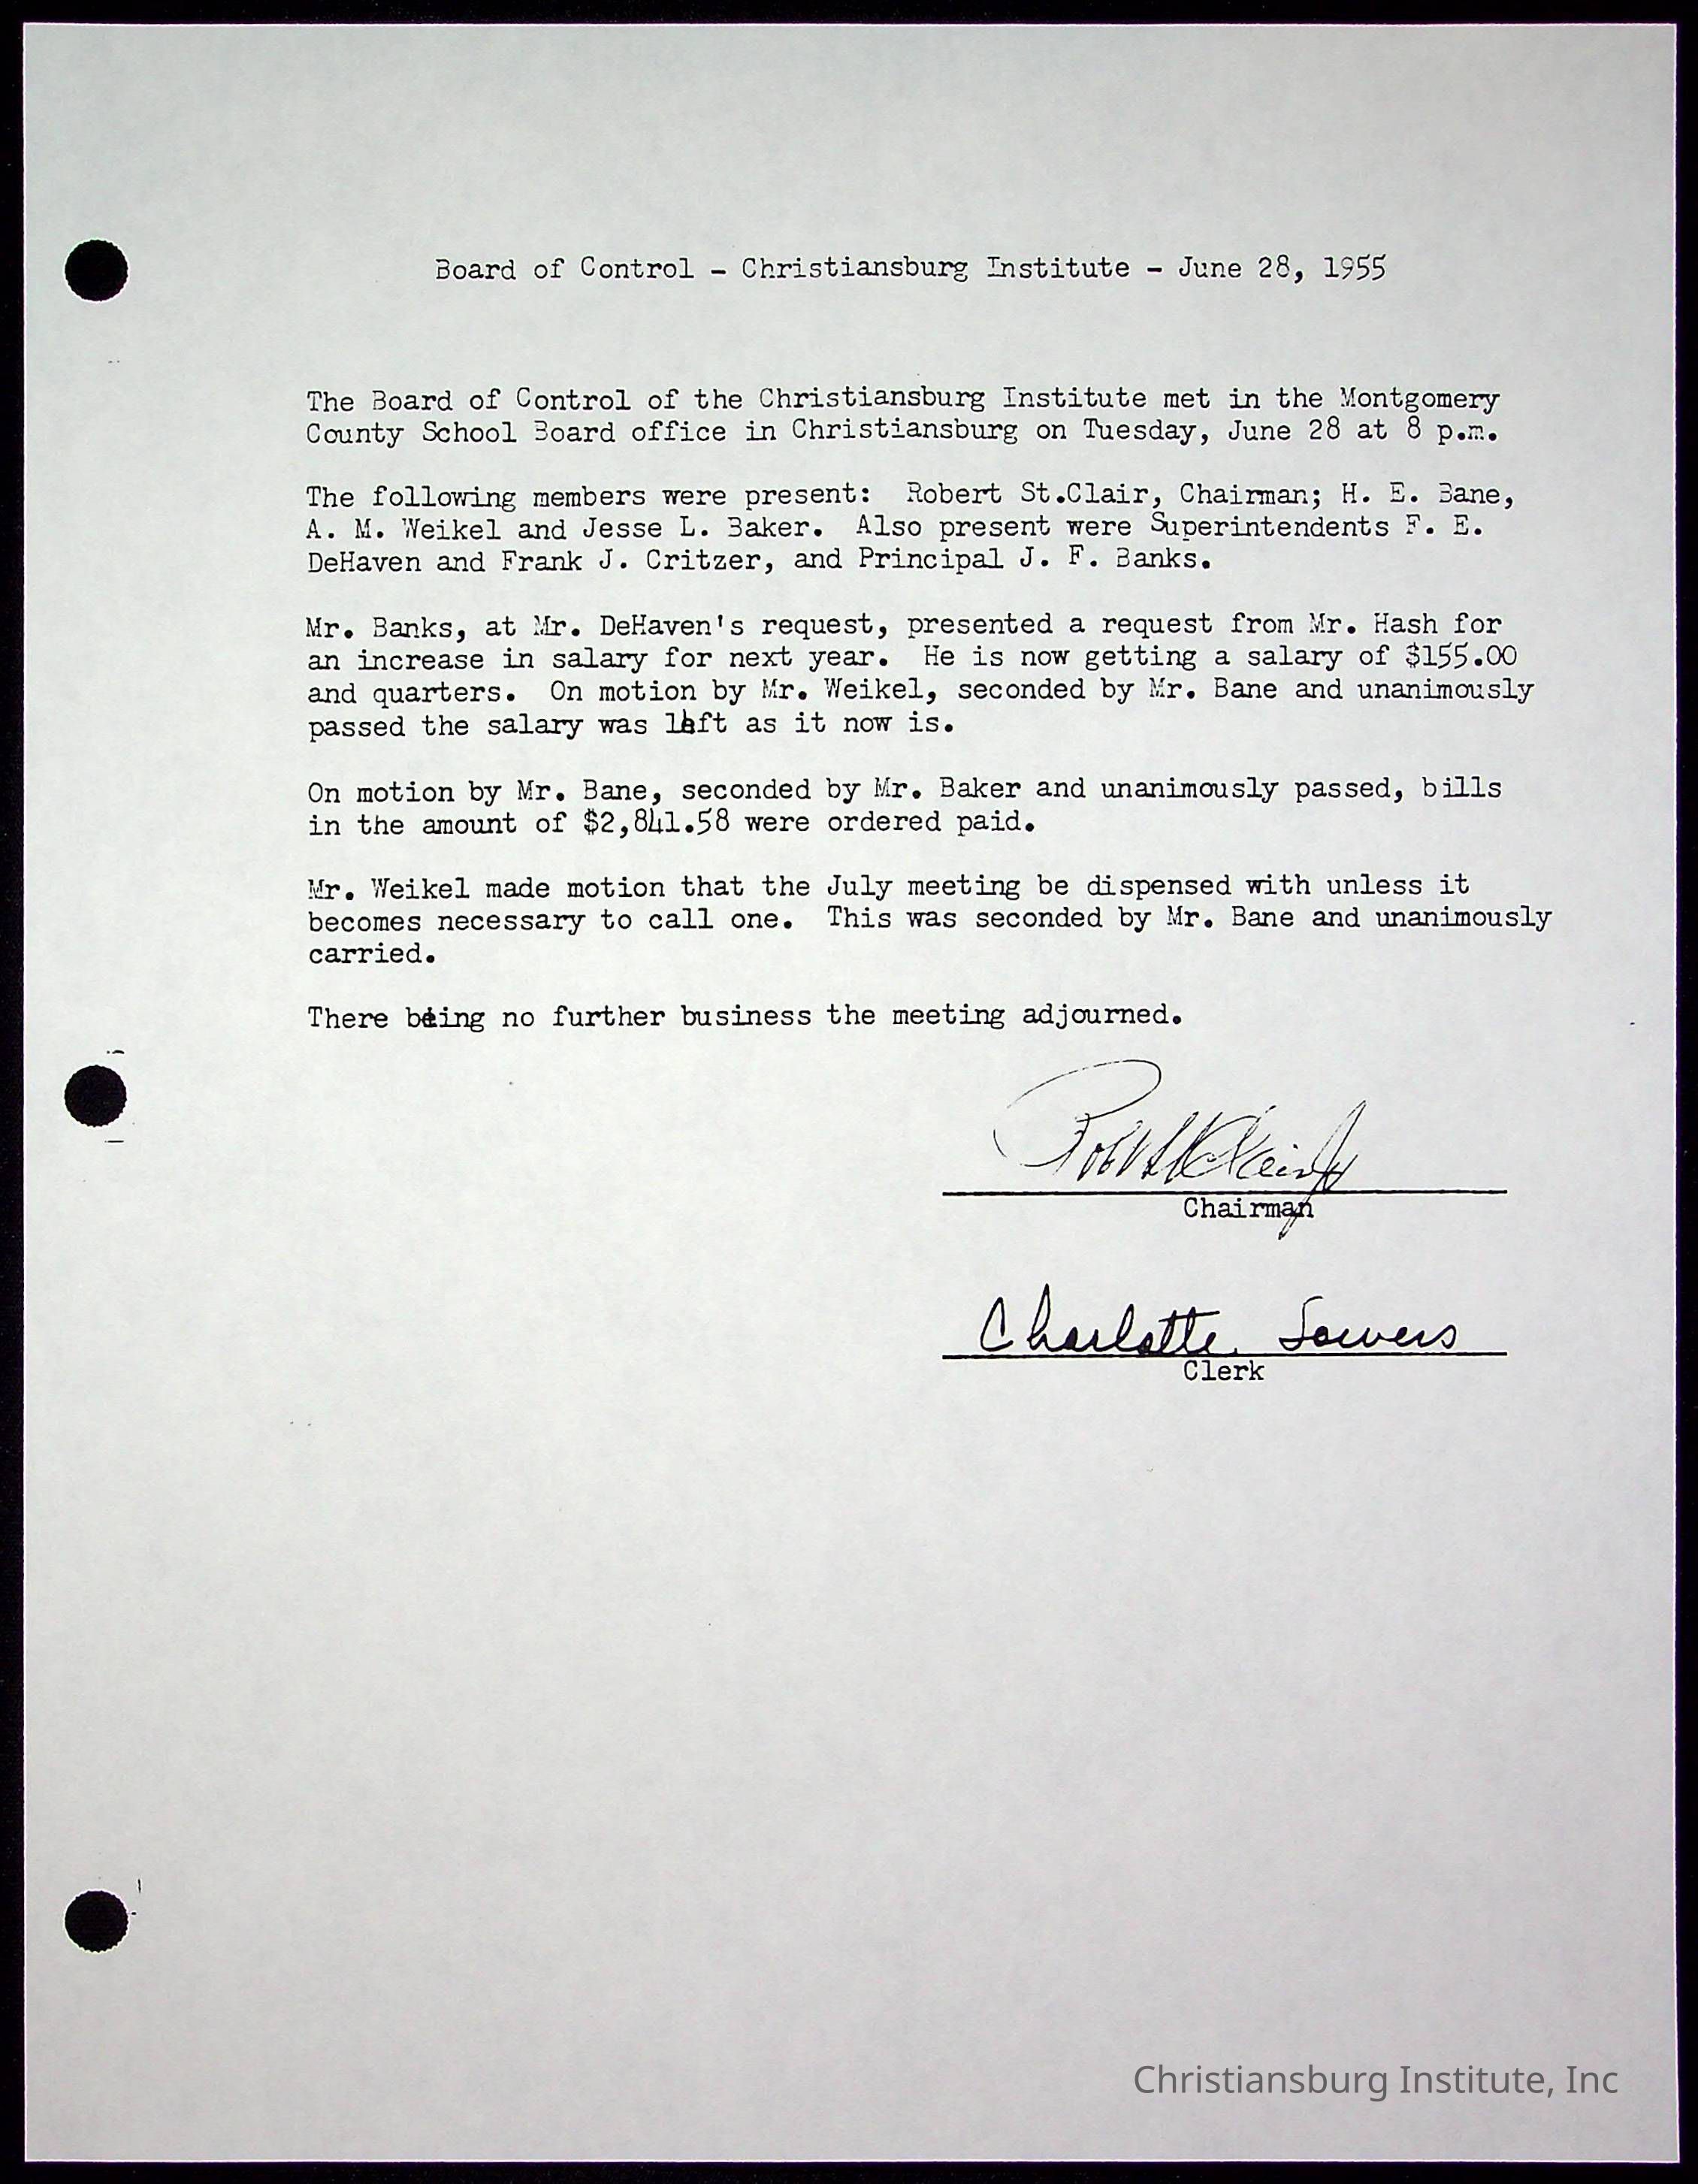 Board of Control - Christiansburg Institute - June 28, 1955
The Board of Control of the Christiansburg Institute met in the Montgomery
County School Board office in Christiansburg on Tuesday, June 28 at 8 p.m.
The following members were present:  Robert St.Clair, Chairman; H. E. Bane,
A. M. Weikel and Jesse L. Baker.  Also present were Superintendents F. E.
DeHaven and Frank J. Critzer, and Principal J. F. Banks.
Mr. Banks, at Mr. DeHaven's request, presented a request from Mr. Hash for
an increase in salary for next year.  He is now getting a salary of $155.00
and quarters.  On motion by Mr. Weikel, seconded by Mr. Bane and unanimously
passed the salary was left as it now is.
On motion by Mr. Bane, seconded by Mr. Baker and unanimously passed, bills
in the amount of $2,841.58 were ordered paid.
Mr. Weikel made motion that the July meeting be dispensed with unless it
becomes necessary to call one.  This was seconded by Mr. Bane and unanimously
carried.
There being no further business the meeting adjourned.
Chairman
Charlotte Sowers
Clerk
Christiansburg Institute, Inc